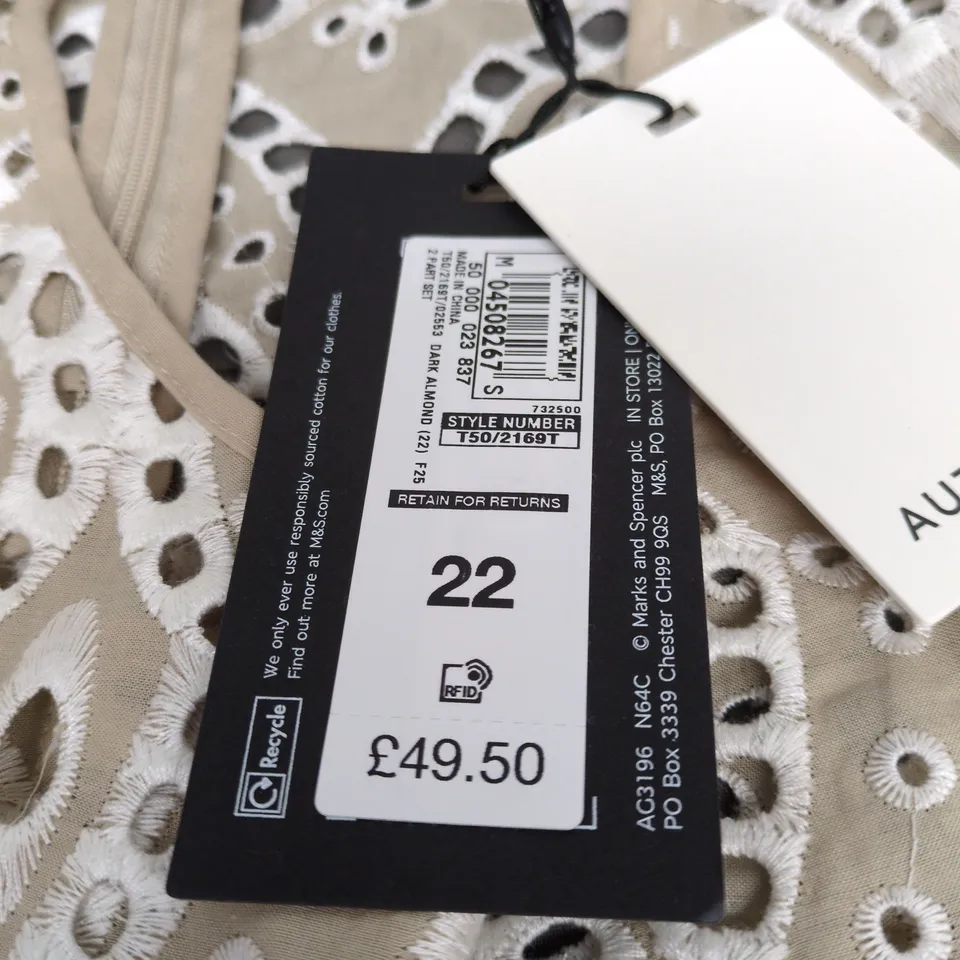 M 04508267 S
50 000 023 837
MADE IN CHINA
T50/2169T/02553 DARK ALMOND (22) F25
2 PART SET
732500
STYLE NUMBER
T50/2169T
RETAIN FOR RETURNS
22
RFID
£49.50
We only ever use responsibly sourced cotton for our clothes.
Find out more at M&S.com
Recycle
AG3196 N64C © Marks and Spencer plc IN STORE | ON
PO Box 3339 Chester CH99 9QS M&S, PO Box 13022
AUT